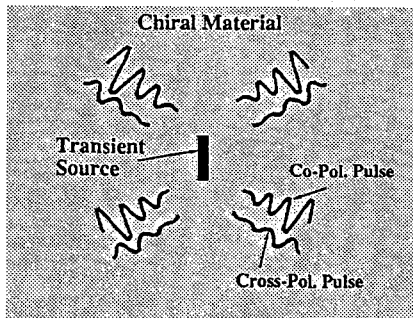 Chiral Material
Transient
Source
Co-Pol. Pulse
Cross-Pol. Pulse